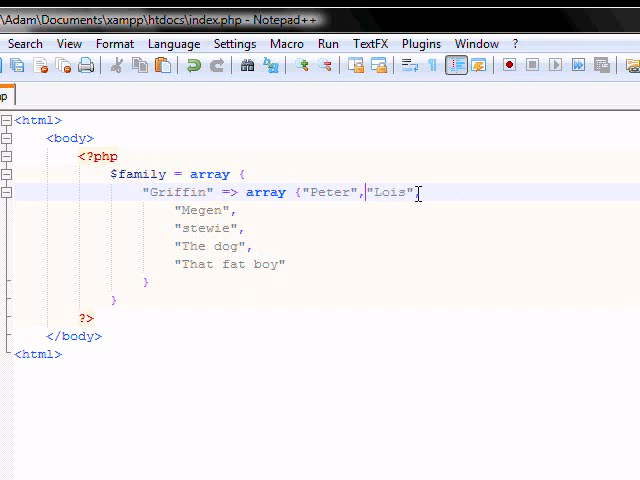 \Adam\Documents\xampp\htdocs\index.php - Notepad++
Search View Format Language Settings Macro Run TextFX Plugins Window ?
<html>
<body>
<?php
$family = array {
"Griffin" => array {"Peter","Lois",
"Megen",
"stewie",
"The dog",
"That fat boy"
}
}
?>
</body>
<html>